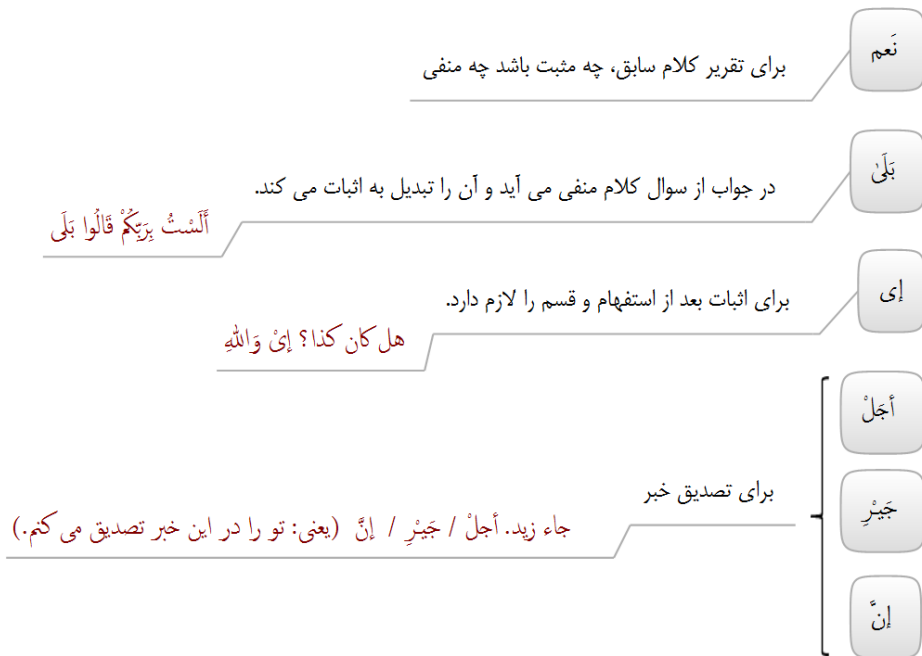 نَعم
برای تقریر کلام سابق، چه مثبت باشد چه منفی
بَلَیٰ
در جواب از سوال کلام منفی می آید و آن را تبدیل به اثبات می کند.
أَلَسْتُ بِرَبِّكُمْ قَالُوا بَلَى
إی
برای اثبات بعد از استفهام و قسم را لازم دارد.
هل کان کذا؟ إیْ وَاللهِ
أجَلْ
جَیْرِ
إنَّ
برای تصدیق خبر
جاء زید. أجلْ / جَیْرِ / إنَّ (یعنی: تو را در این خبر تصدیق می کنم.)